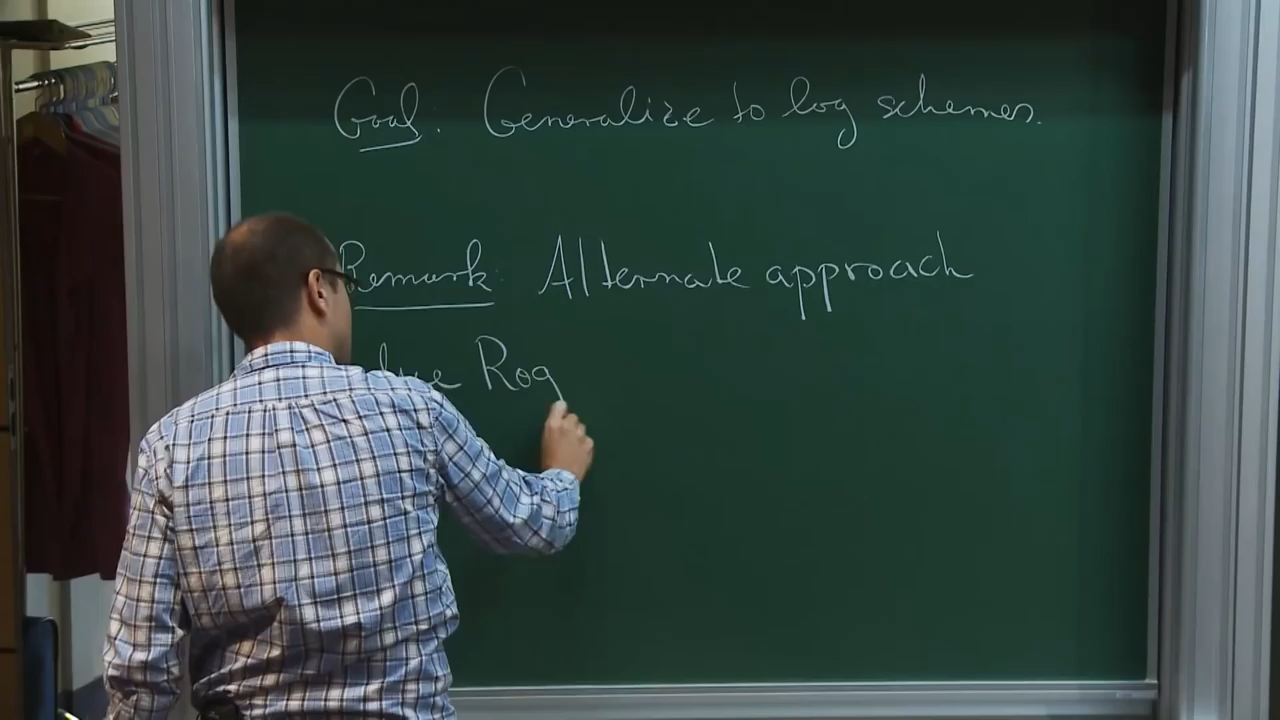 Goal: Generalize to log schemes.
Remark: Alternate approach
Rog